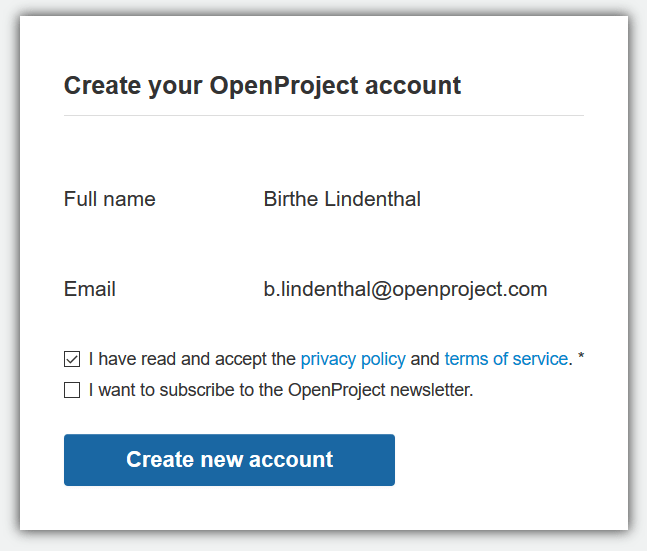 Create your OpenProject account
Full name Birthe Lindenthal
Email b.lindenthal@openproject.com
I have read and accept the privacy policy and terms of service. *
I want to subscribe to the OpenProject newsletter.
Create new account